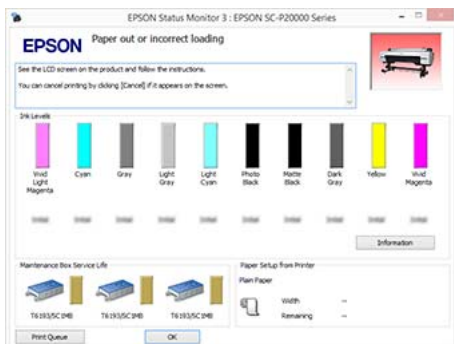 EPSON Status Monitor 3 : EPSON SC-P20000 Series
EPSON
Paper out or incorrect loading
See the LCD screen on the product and follow the instructions.
You can cancel printing by clicking [Cancel] if it appears on the screen.
Ink Levels
Vivid Light Magenta
Cyan
Gray
Light Gray
Light Cyan
Photo Black
Matte Black
Dark Gray
Yellow
Vivid Magenta
Information
Maintenance Box Service Life
T6193/SC1MB
T6193/SC1MB
T6193/SC1MB
Paper Setup from Printer
Plain Paper
Width --
Remaining --
Print Queue
OK